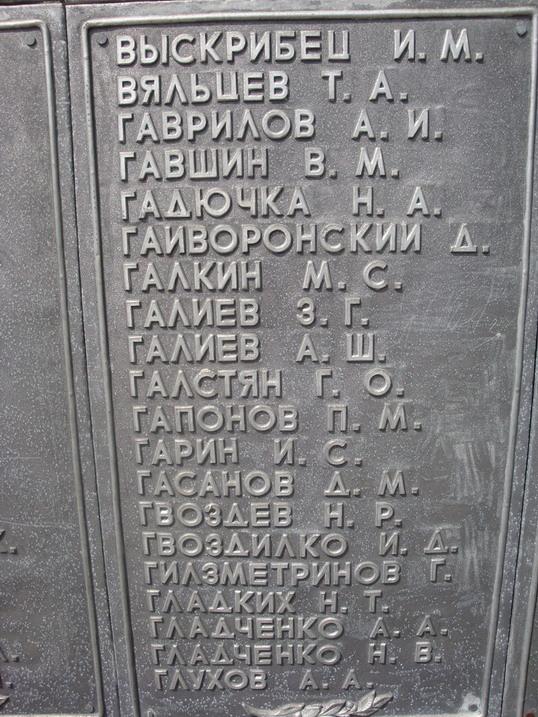 ВЫСКРИБЕЦ И. М.
ВЯЛЬЦЕВ Т. А.
ГАВРИЛОВ А. И.
ГАВШИН В. М.
ГАДЮЧКА Н. А.
ГАИВОРОНСКИИ Д.
ГАЛКИН М. С.
ГАЛИЕВ З. Г.
ГАЛИЕВ А. Ш.
ГАЛСТЯН Г. О.
ГАПОНОВ П. М.
ГАРИН И. С.
ГАСАНОВ Д. М.
ГВОЗДЕВ Н. Р.
ГВОЗДИЛКО И. Д.
ГИЛЗМЕТРИНОВ Г.
ГЛАДКИХ Н. Т.
ГЛАДЧЕНКО А. А.
ГЛАДЧЕНКО Н. В.
ГЛУХОВ А. А.